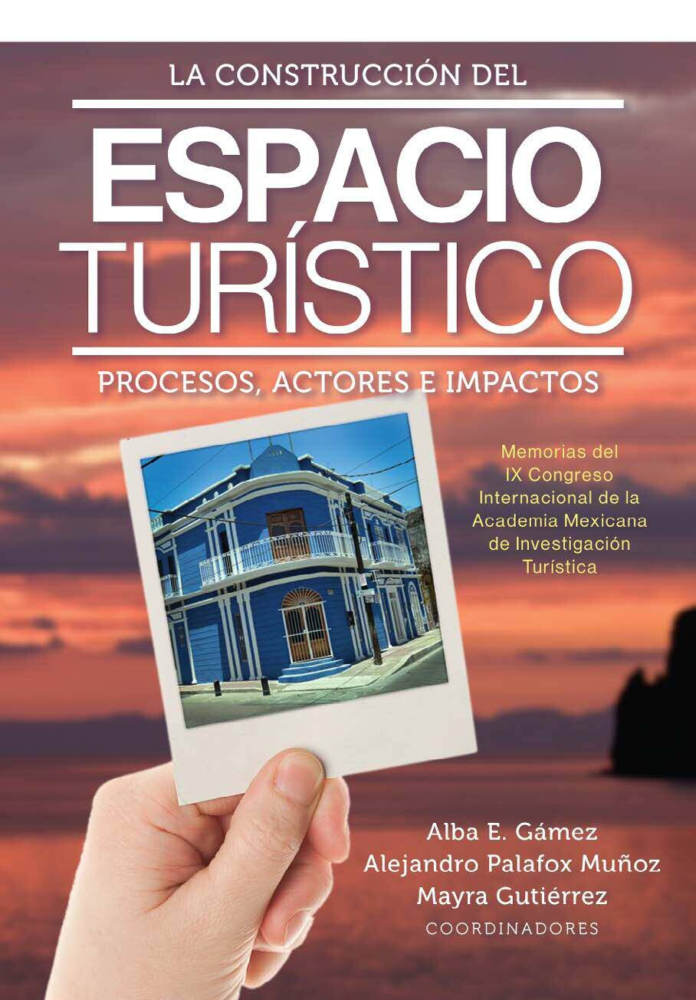 LA CONSTRUCCIÓN DEL
ESPACIO
TURÍSTICO
PROCESOS, ACTORES E IMPACTOS
Memorias del
IX Congreso
Internacional de la
Academia Mexicana
de Investigación
Turística
Alba E. Gámez
Alejandro Palafox Muñoz
Mayra Gutiérrez
COORDINADORES